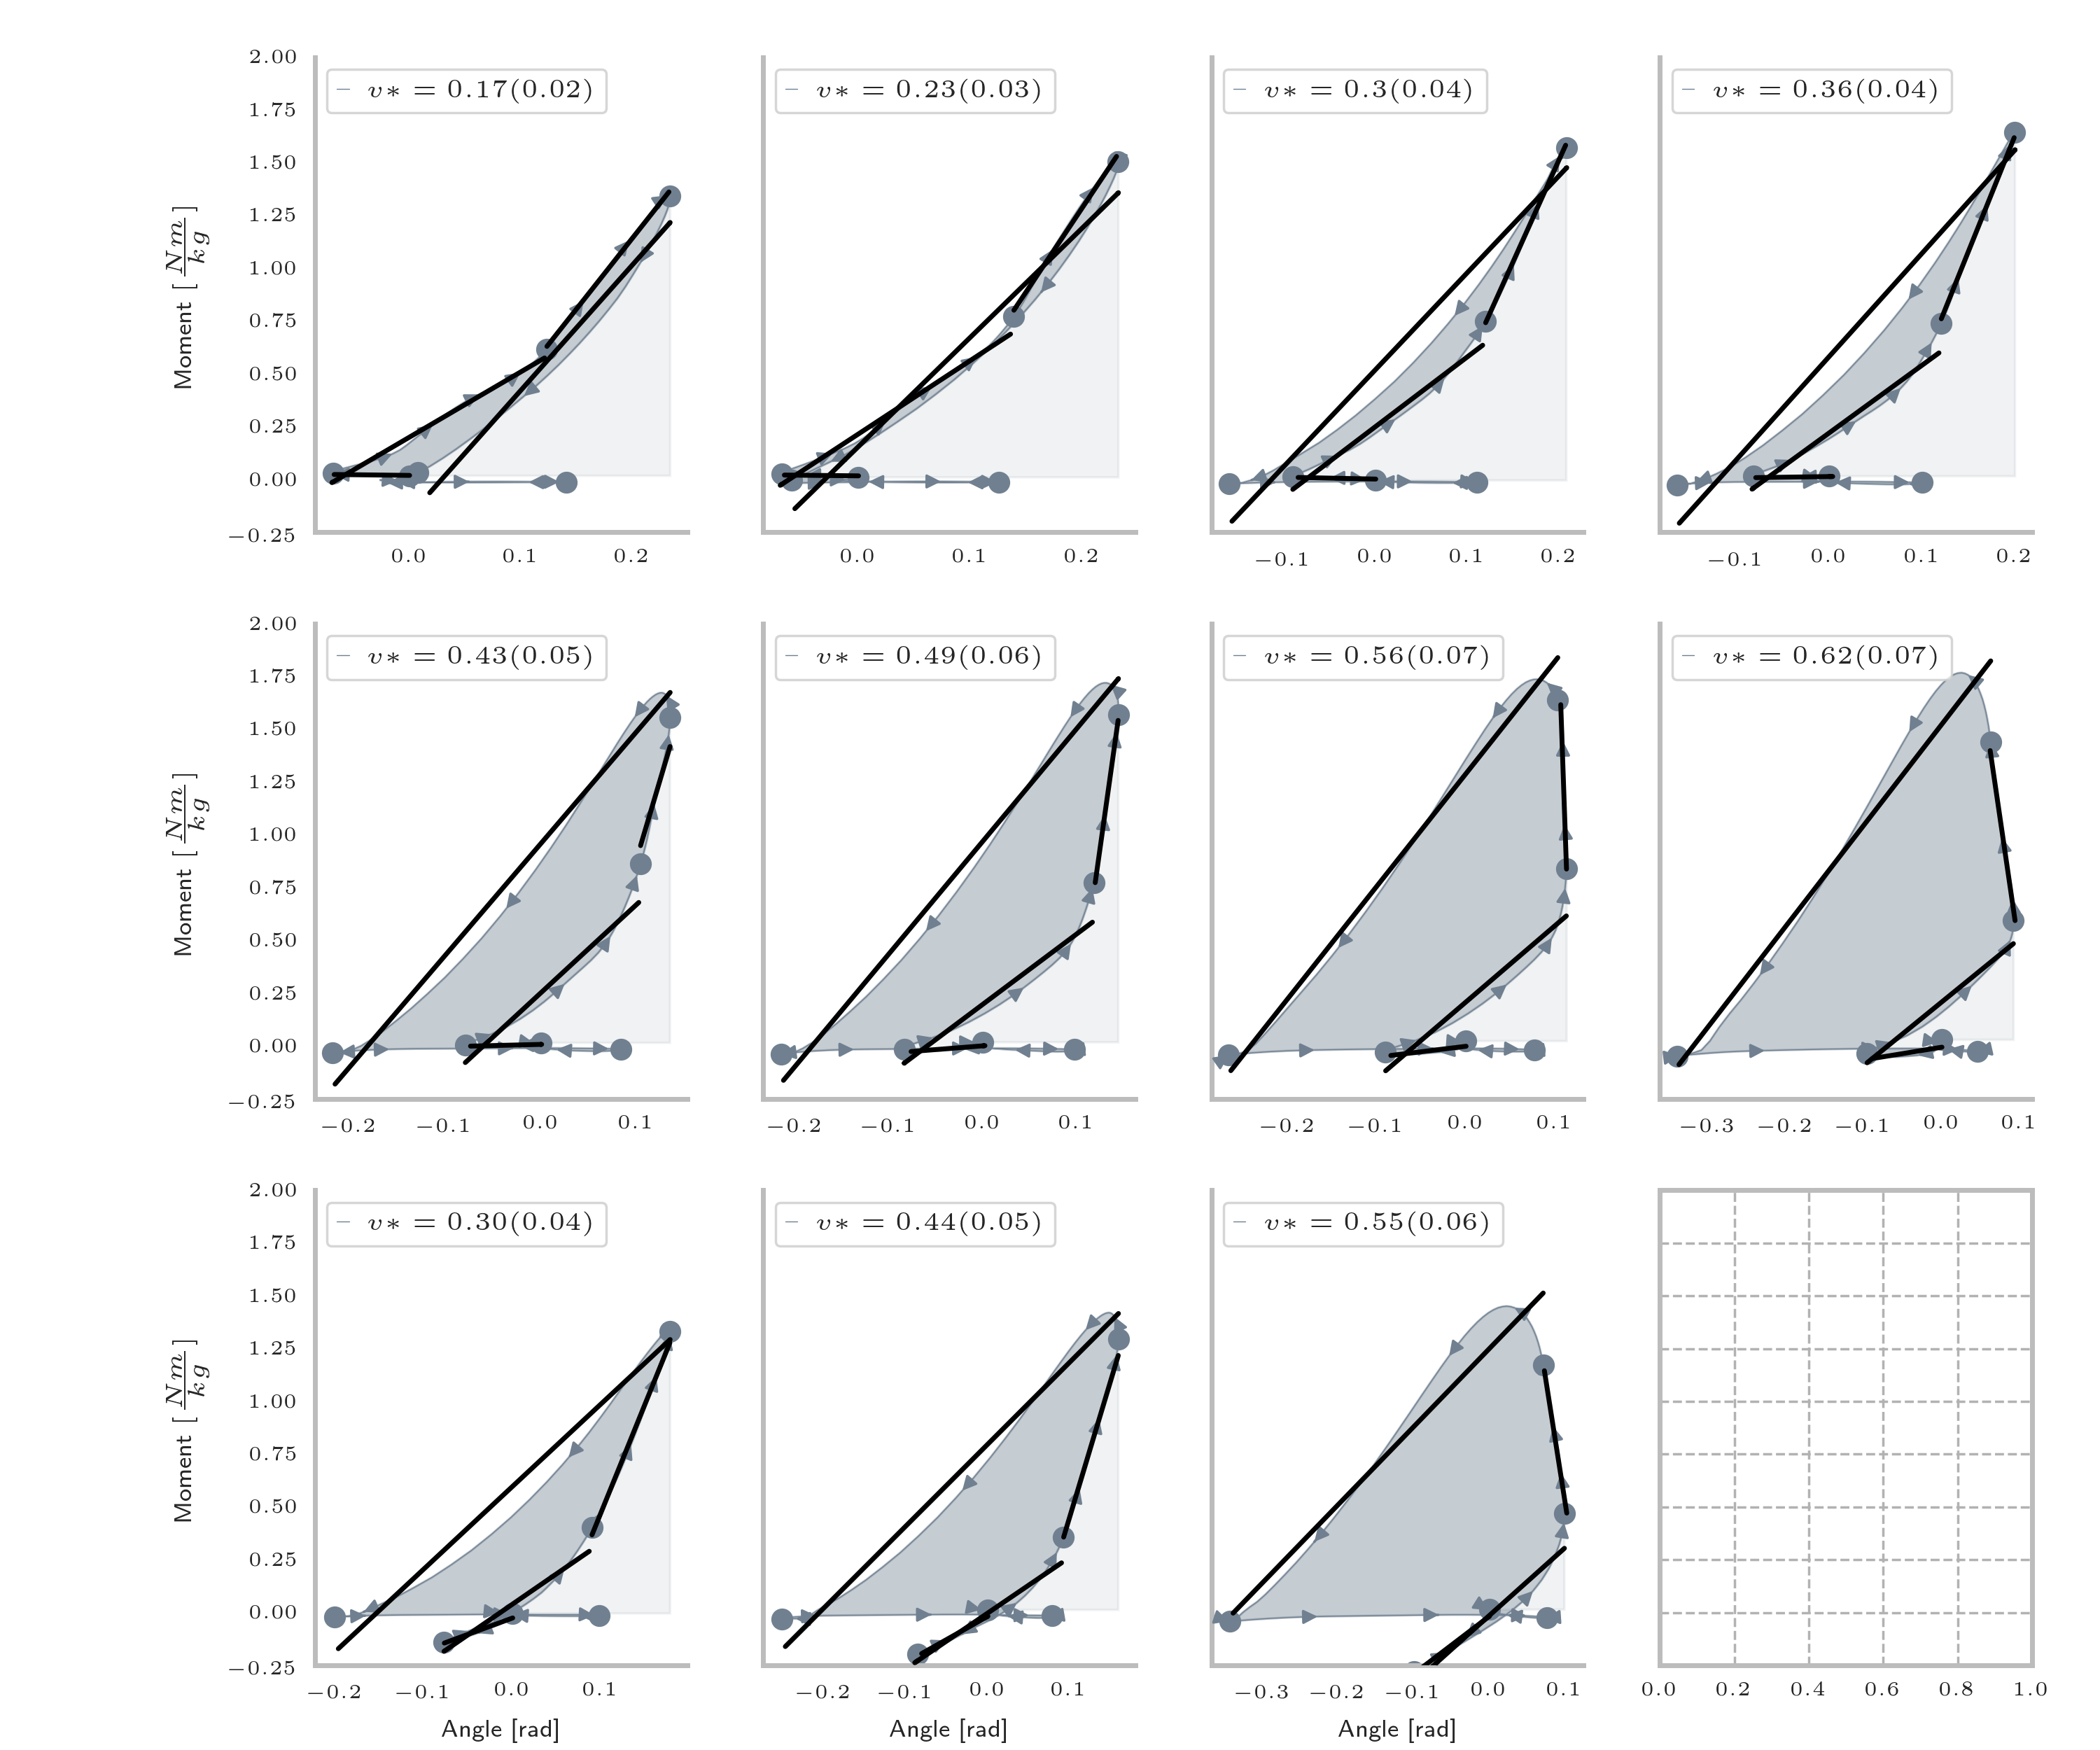 2.00
1.75
1.50
1.25
1.00
0.75
0.50
0.25
0.00
−0.25
Moment [ Nm/kg ]
v∗ = 0.17(0.02)
0.0 0.1 0.2
v∗ = 0.23(0.03)
0.0 0.1 0.2
v∗ = 0.3(0.04)
−0.1 0.0 0.1 0.2
v∗ = 0.36(0.04)
−0.1 0.0 0.1 0.2
2.00
1.75
1.50
1.25
1.00
0.75
0.50
0.25
0.00
−0.25
Moment [ Nm/kg ]
v∗ = 0.43(0.05)
−0.2 −0.1 0.0 0.1
v∗ = 0.49(0.06)
−0.2 −0.1 0.0 0.1
v∗ = 0.56(0.07)
−0.2 −0.1 0.0 0.1
v∗ = 0.62(0.07)
−0.3 −0.2 −0.1 0.0 0.1
2.00
1.75
1.50
1.25
1.00
0.75
0.50
0.25
0.00
−0.25
Moment [ Nm/kg ]
v∗ = 0.30(0.04)
−0.2 −0.1 0.0 0.1
Angle [rad]
v∗ = 0.44(0.05)
−0.2 −0.1 0.0 0.1
Angle [rad]
v∗ = 0.55(0.06)
−0.3 −0.2 −0.1 0.0 0.1
Angle [rad]
0.0 0.2 0.4 0.6 0.8 1.0